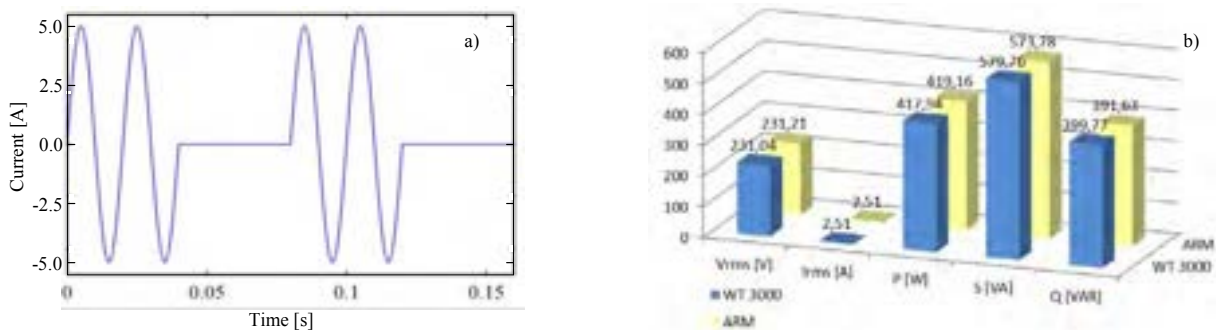 a)
5.0
2.5
0.0
-2.5
-5.0
Current [A]
0 0.05 0.1 0.15
Time [s]
b)
600
500
400
300
200
100
0
231,04
231,21
2,51
2,51
417,94
419,16
579,70
573,78
399,77
391,63
Vrms [V]
Irms [A]
P [W]
S [VA]
Q [VAR]
ARM
WT 3000
WT 3000
ARM